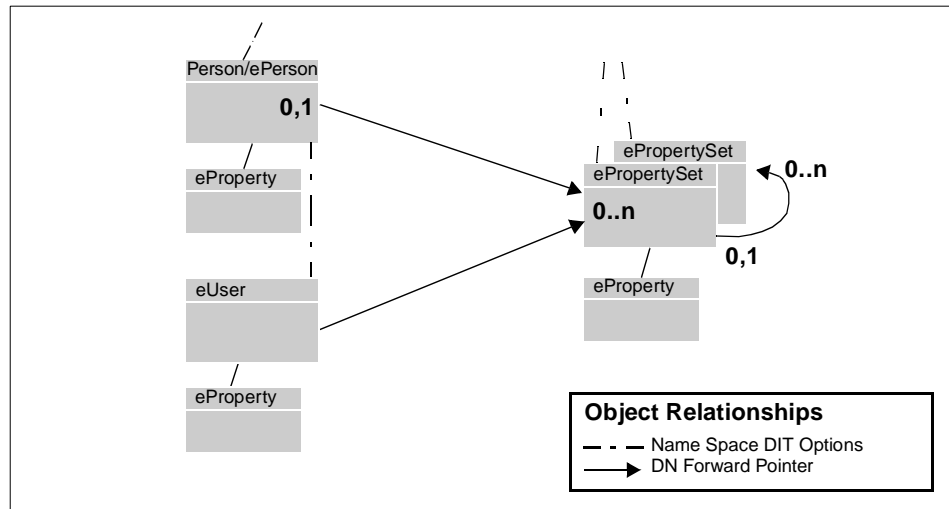 Person/ePerson
0,1
eProperty
eUser
eProperty
ePropertySet
ePropertySet
0..n
0..n
0,1
eProperty
Object Relationships
Name Space DIT Options
DN Forward Pointer